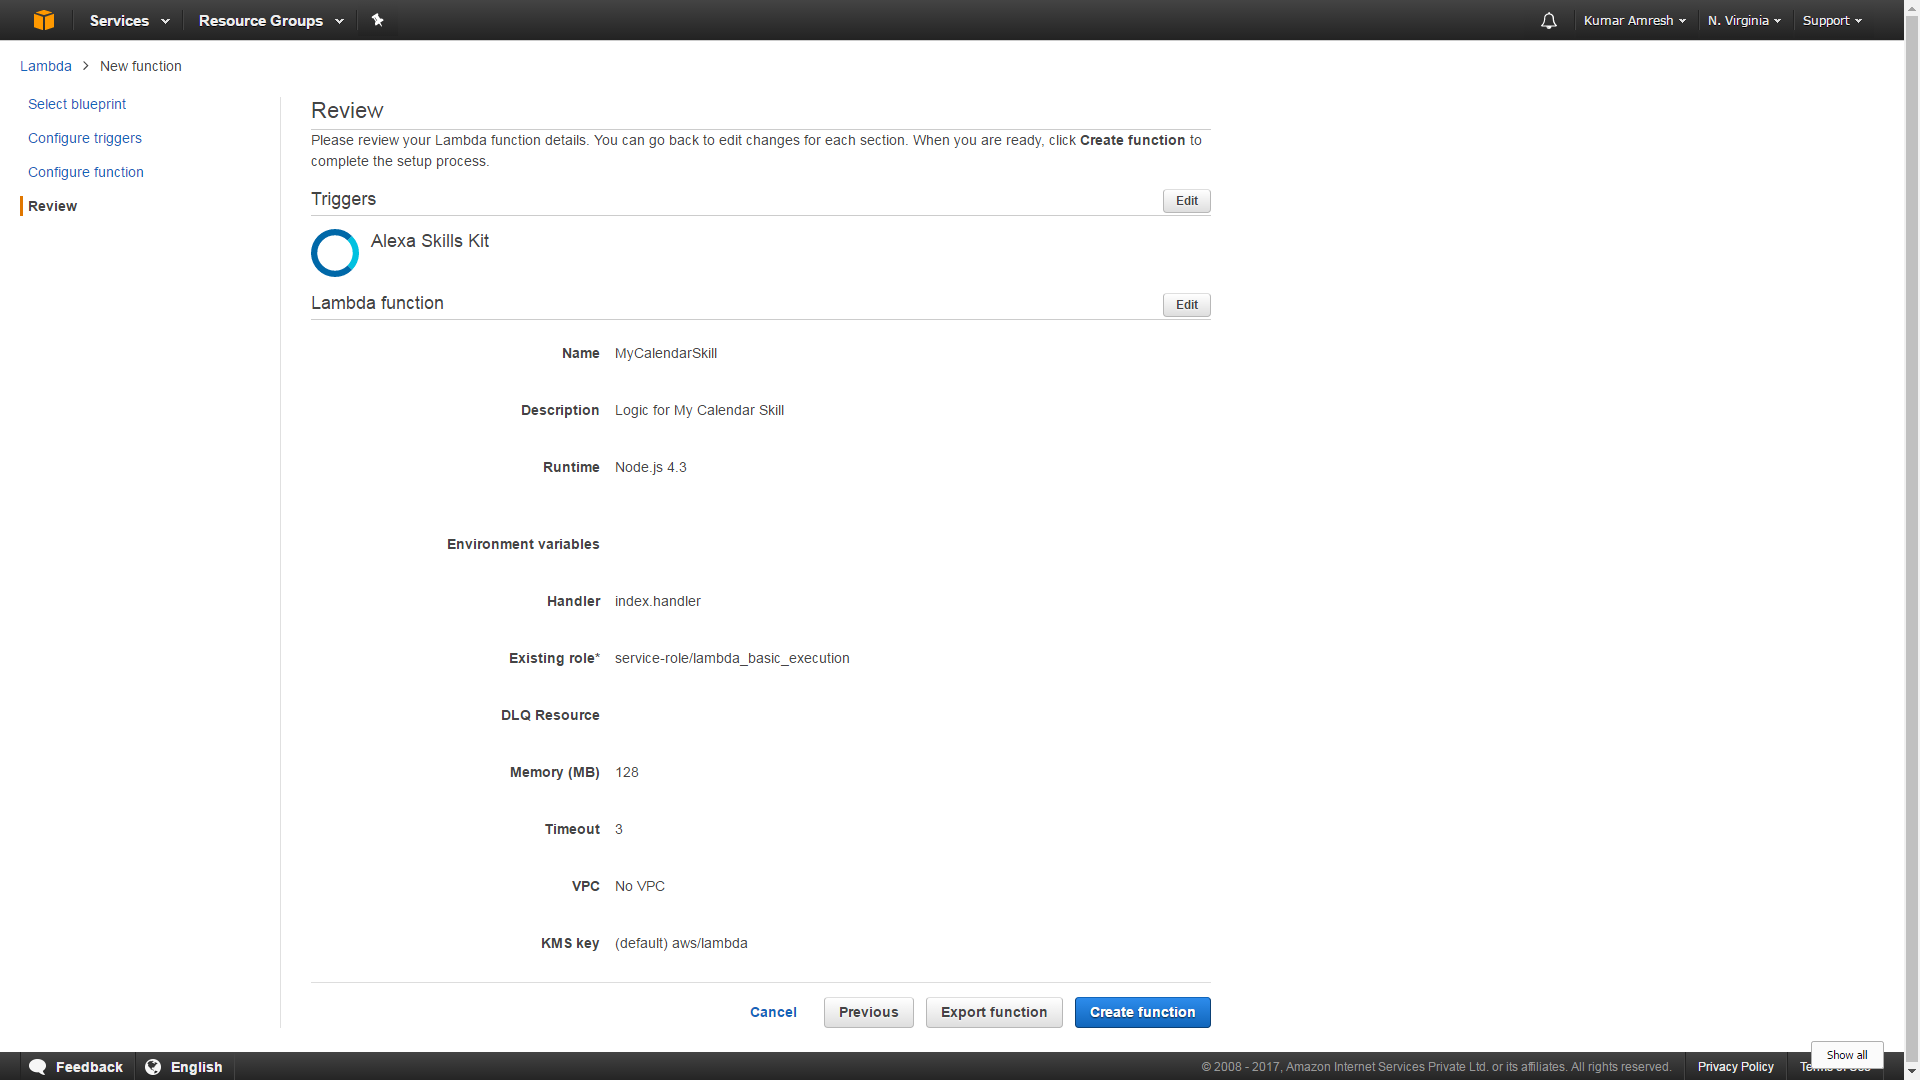 Services
Resource Groups
Kumar Amresh
N. Virginia
Support
Lambda
New function
Select blueprint
Configure triggers
Configure function
Review
Review
Please review your Lambda function details. You can go back to edit changes for each section. When you are ready, click Create function to
complete the setup process.
Triggers
Edit
Alexa Skills Kit
Lambda function
Edit
Name MyCalendarSkill
Description Logic for My Calendar Skill
Runtime Node.js 4.3
Environment variables
Handler index.handler
Existing role* service-role/lambda_basic_execution
DLQ Resource
Memory (MB) 128
Timeout 3
VPC No VPC
KMS key (default) aws/lambda
Cancel
Previous
Export function
Create function
Feedback
English
© 2008 - 2017, Amazon Internet Services Private Ltd. or its affiliates. All rights reserved.
Privacy Policy
Show all